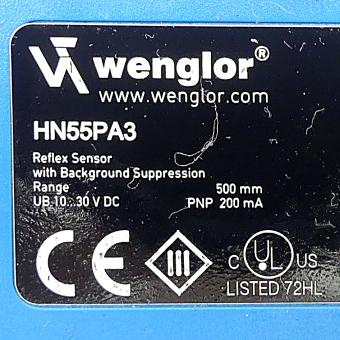 wenglor®
www.wenglor.com
HN55PA3
Reflex Sensor
with Background Suppression
Range 500 mm
UB 10...30 V DC PNP 200 mA
CE III C UL US
LISTED 72HL